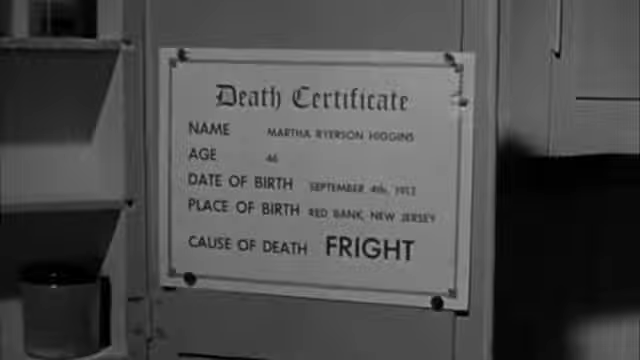 Death Certificate
NAME MARTHA RYERSON HIGGINS
AGE 46
DATE OF BIRTH SEPTEMBER 4th, 1913
PLACE OF BIRTH RED BANK, NEW JERSEY
CAUSE OF DEATH FRIGHT